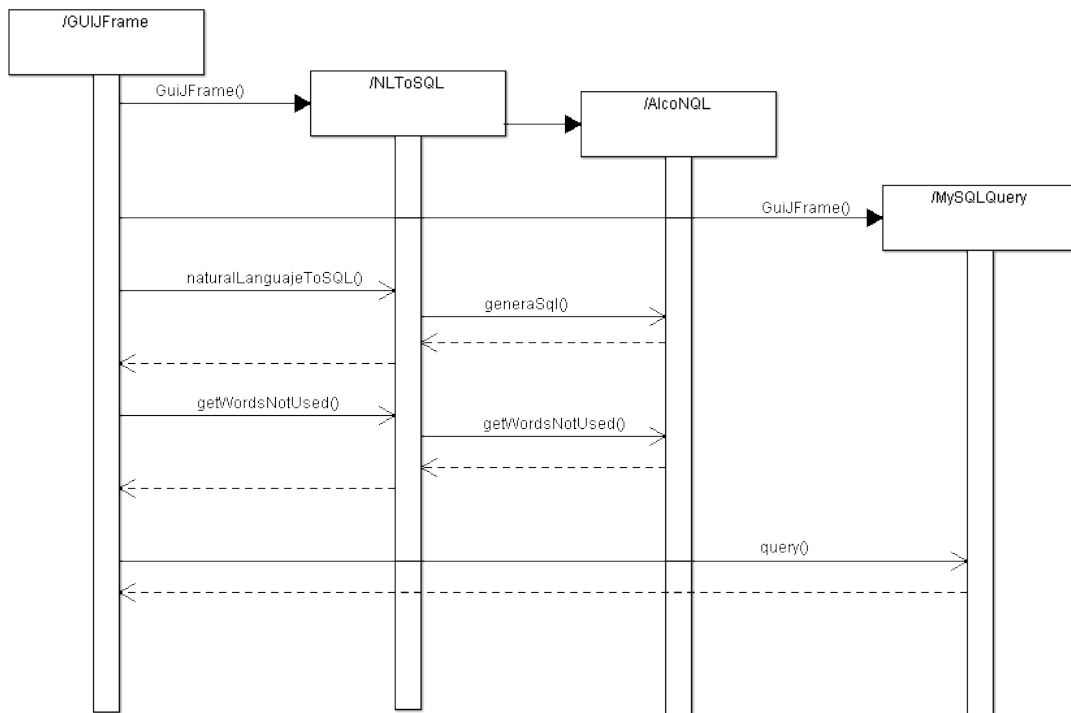 /GUIJFrame
/NLToSQL
GuiJFrame()
/AlcoNQL
/MySQLQuery
GuiJFrame()
naturalLanguajeToSQL()
generaSql()
getWordsNotUsed()
getWordsNotUsed()
query()